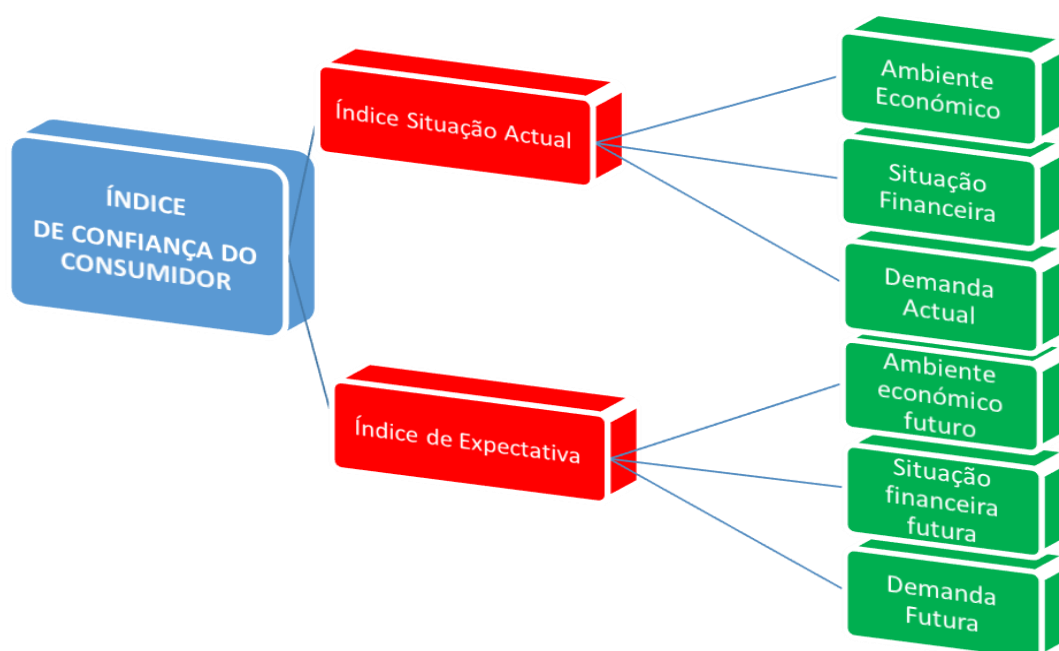 ÍNDICE
DE CONFIANÇA DO
CONSUMIDOR
Índice Situação Actual
Ambiente
Económico
Situação
Financeira
Demanda
Actual
Índice de Expectativa
Ambiente
económico
futuro
Situação
financeira
futura
Demanda
Futura